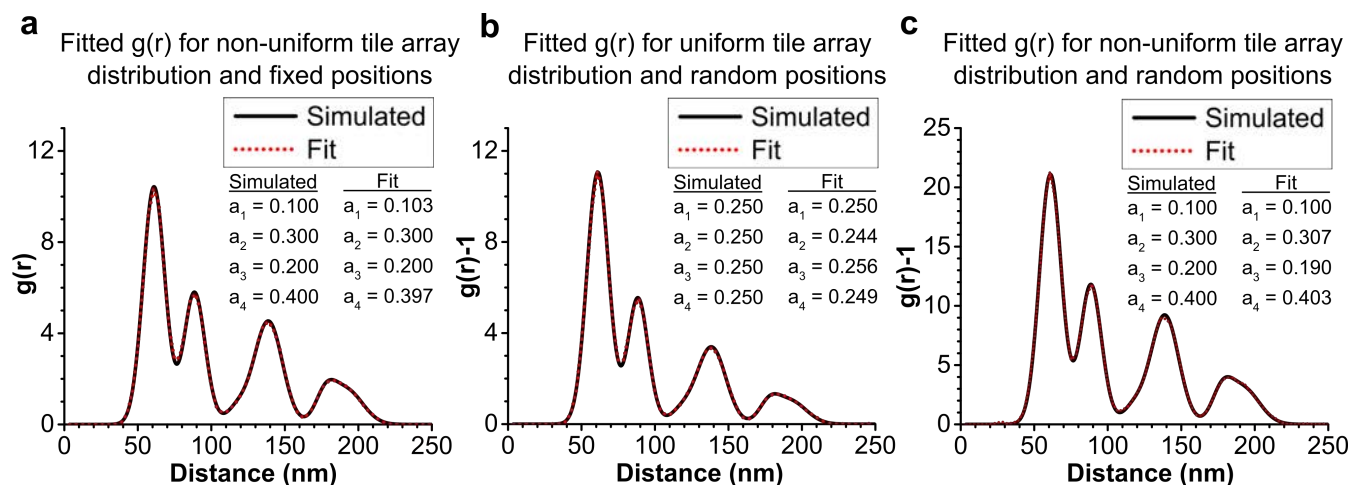 a
Fitted g(r) for non-uniform tile array
distribution and fixed positions
Simulated
Fit
Simulated Fit
a1 = 0.100 a1 = 0.103
a2 = 0.300 a2 = 0.300
a3 = 0.200 a3 = 0.200
a4 = 0.400 a4 = 0.397
g(r)
12
8
4
0
0 50 100 150 200 250
Distance (nm)
b
Fitted g(r) for uniform tile array
distribution and random positions
Simulated
Fit
Simulated Fit
a1 = 0.250 a1 = 0.250
a2 = 0.250 a2 = 0.244
a3 = 0.250 a3 = 0.256
a4 = 0.250 a4 = 0.249
g(r)-1
12
8
4
0
0 50 100 150 200 250
Distance (nm)
c
Fitted g(r) for non-uniform tile array
distribution and random positions
Simulated
Fit
Simulated Fit
a1 = 0.100 a1 = 0.100
a2 = 0.300 a2 = 0.307
a3 = 0.200 a3 = 0.190
a4 = 0.400 a4 = 0.403
g(r)-1
25
20
15
10
5
0
0 50 100 150 200 250
Distance (nm)